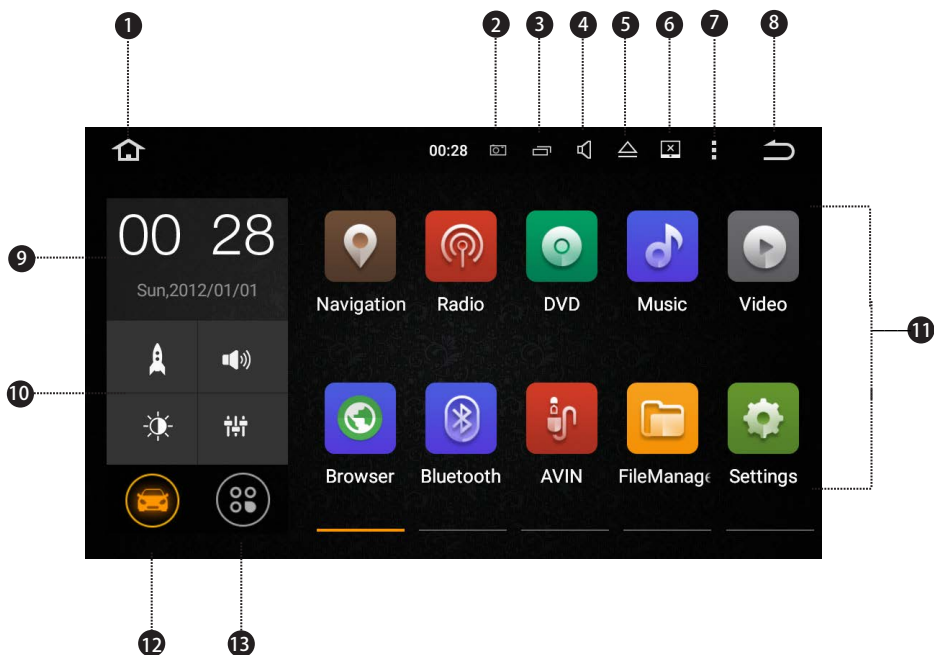 1 2 3 4 5 6 7 8
00:28
00 28
9
Sun,2012/01/01
Navigation Radio DVD Music Video
11
10
Browser Bluetooth AVIN FileManage Settings
12 13